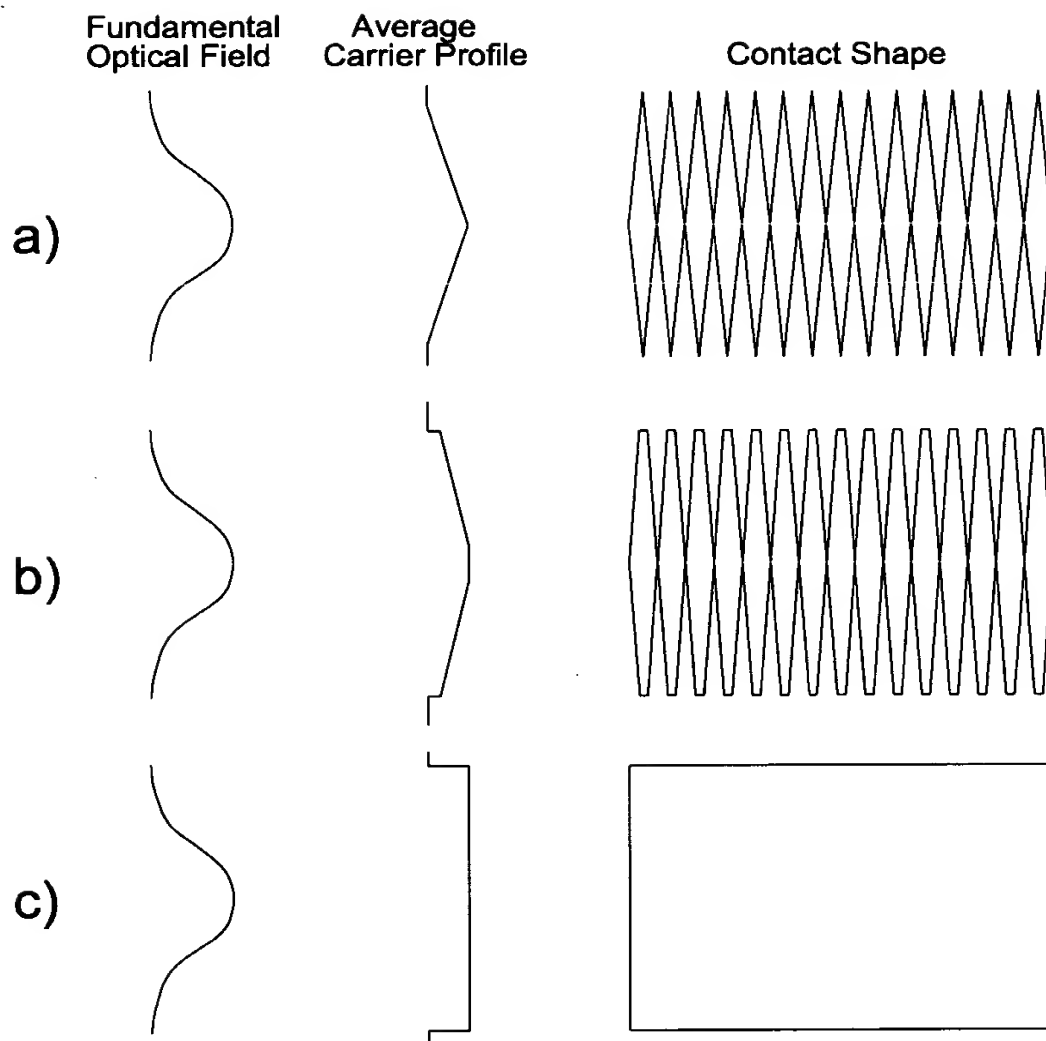 Fundamental
Optical Field
Average
Carrier Profile
Contact Shape
a)
b)
c)